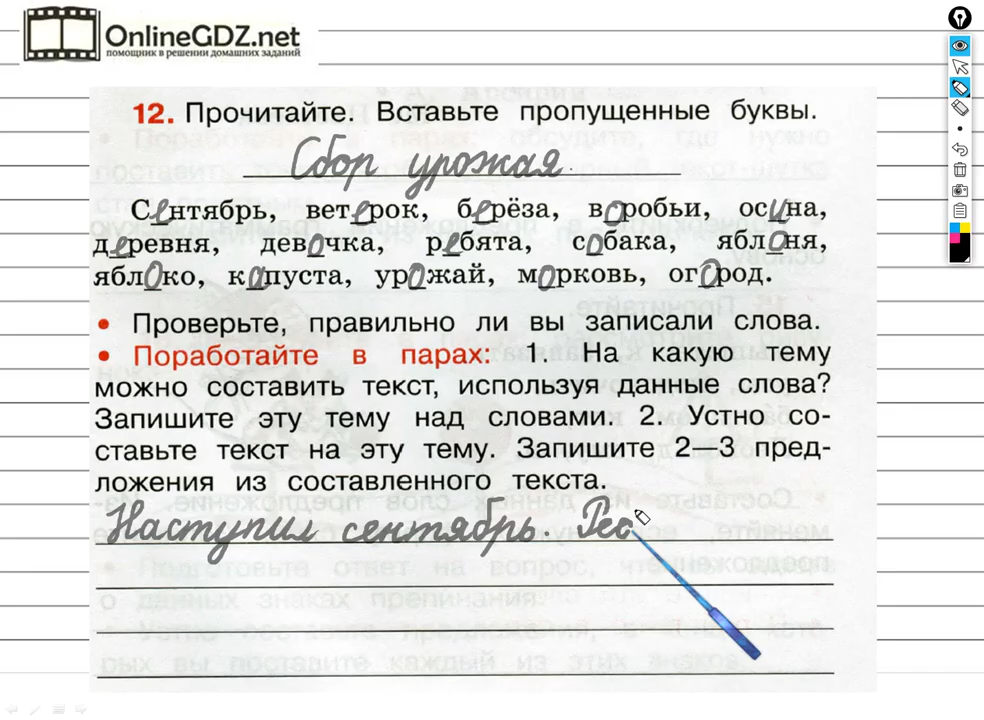 OnlineGDZ.net
помощник в решении домашних заданий
12. Прочитайте. Вставьте пропущенные буквы.
Сбор урожая
Сентябрь, ветерок, берёза, воробьи, осина,
деревня, девочка, ребята, собака, яблоня,
яблоко, капуста, урожай, морковь, огород.
• Проверьте, правильно ли вы записали слова.
• Поработайте в парах: 1. На какую тему
можно составить текст, используя данные слова?
Запишите эту тему над словами. 2. Устно со-
ставьте текст на эту тему. Запишите 2—3 пред-
ложения из составленного текста.
Наступил сентябрь. Реб